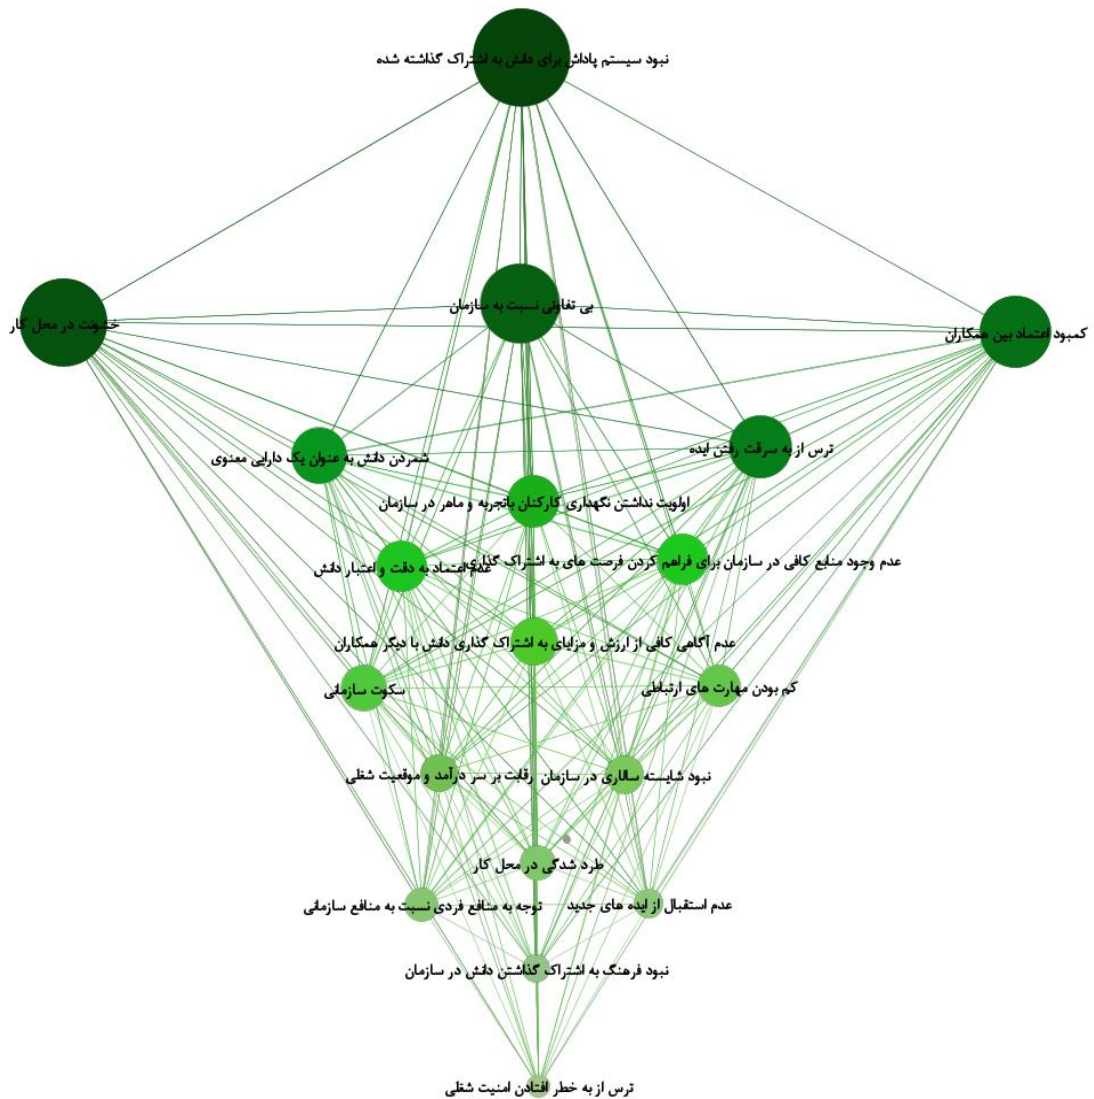 نبود سیستم پاداش برای دانش به اشتراک گذاشته شده
بی تفاوتی نسبت به سازمان
خشونت در محل کار
کمبود اعتماد بین همکاران
ترس از به سرقت رفتن ایده
شمردن دانش به عنوان یک دارایی معنوی
اولویت نداشتن نگهداری کارکنان باتجربه و ماهر در سازمان
عدم وجود منابع کافی در سازمان برای فراهم کردن فرصت های به اشتراک گذاری
عدم اعتماد به دقت و اعتبار دانش
عدم آگاهی کافی از ارزش و مزایای به اشتراک گذاری دانش با دیگر همکاران
کم بودن مهارت های ارتباطی
سکوت سازمانی
نبود شایسته سالاری در سازمان
رقابت بر سر درآمد و موقعیت شغلی
طرد شدگی در محل کار
عدم استقبال از ایده های جدید
توجه به منافع فردی نسبت به منافع سازمانی
نبود فرهنگ به اشتراک گذاشتن دانش در سازمان
ترس از به خطر افتادن امنیت شغلی